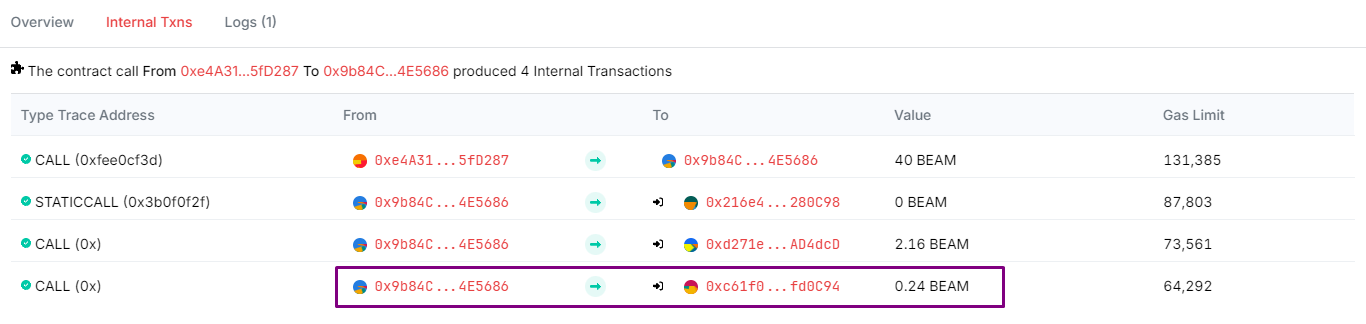 Overview Internal Txns Logs (1)
The contract call From 0xe4A31...5fD287 To 0x9b84C...4E5686 produced 4 Internal Transactions
Type Trace Address From To Value Gas Limit
CALL (0xfee0cf3d) 0xe4A31...5fD287 0x9b84C...4E5686 40 BEAM 131,385
STATICCALL (0x3b0f0f2f) 0x9b84C...4E5686 0x216e4...280C98 0 BEAM 87,803
CALL (0x) 0x9b84C...4E5686 0xd271e...AD4dcD 2.16 BEAM 73,561
CALL (0x) 0x9b84C...4E5686 0xc61f0...fd0C94 0.24 BEAM 64,292